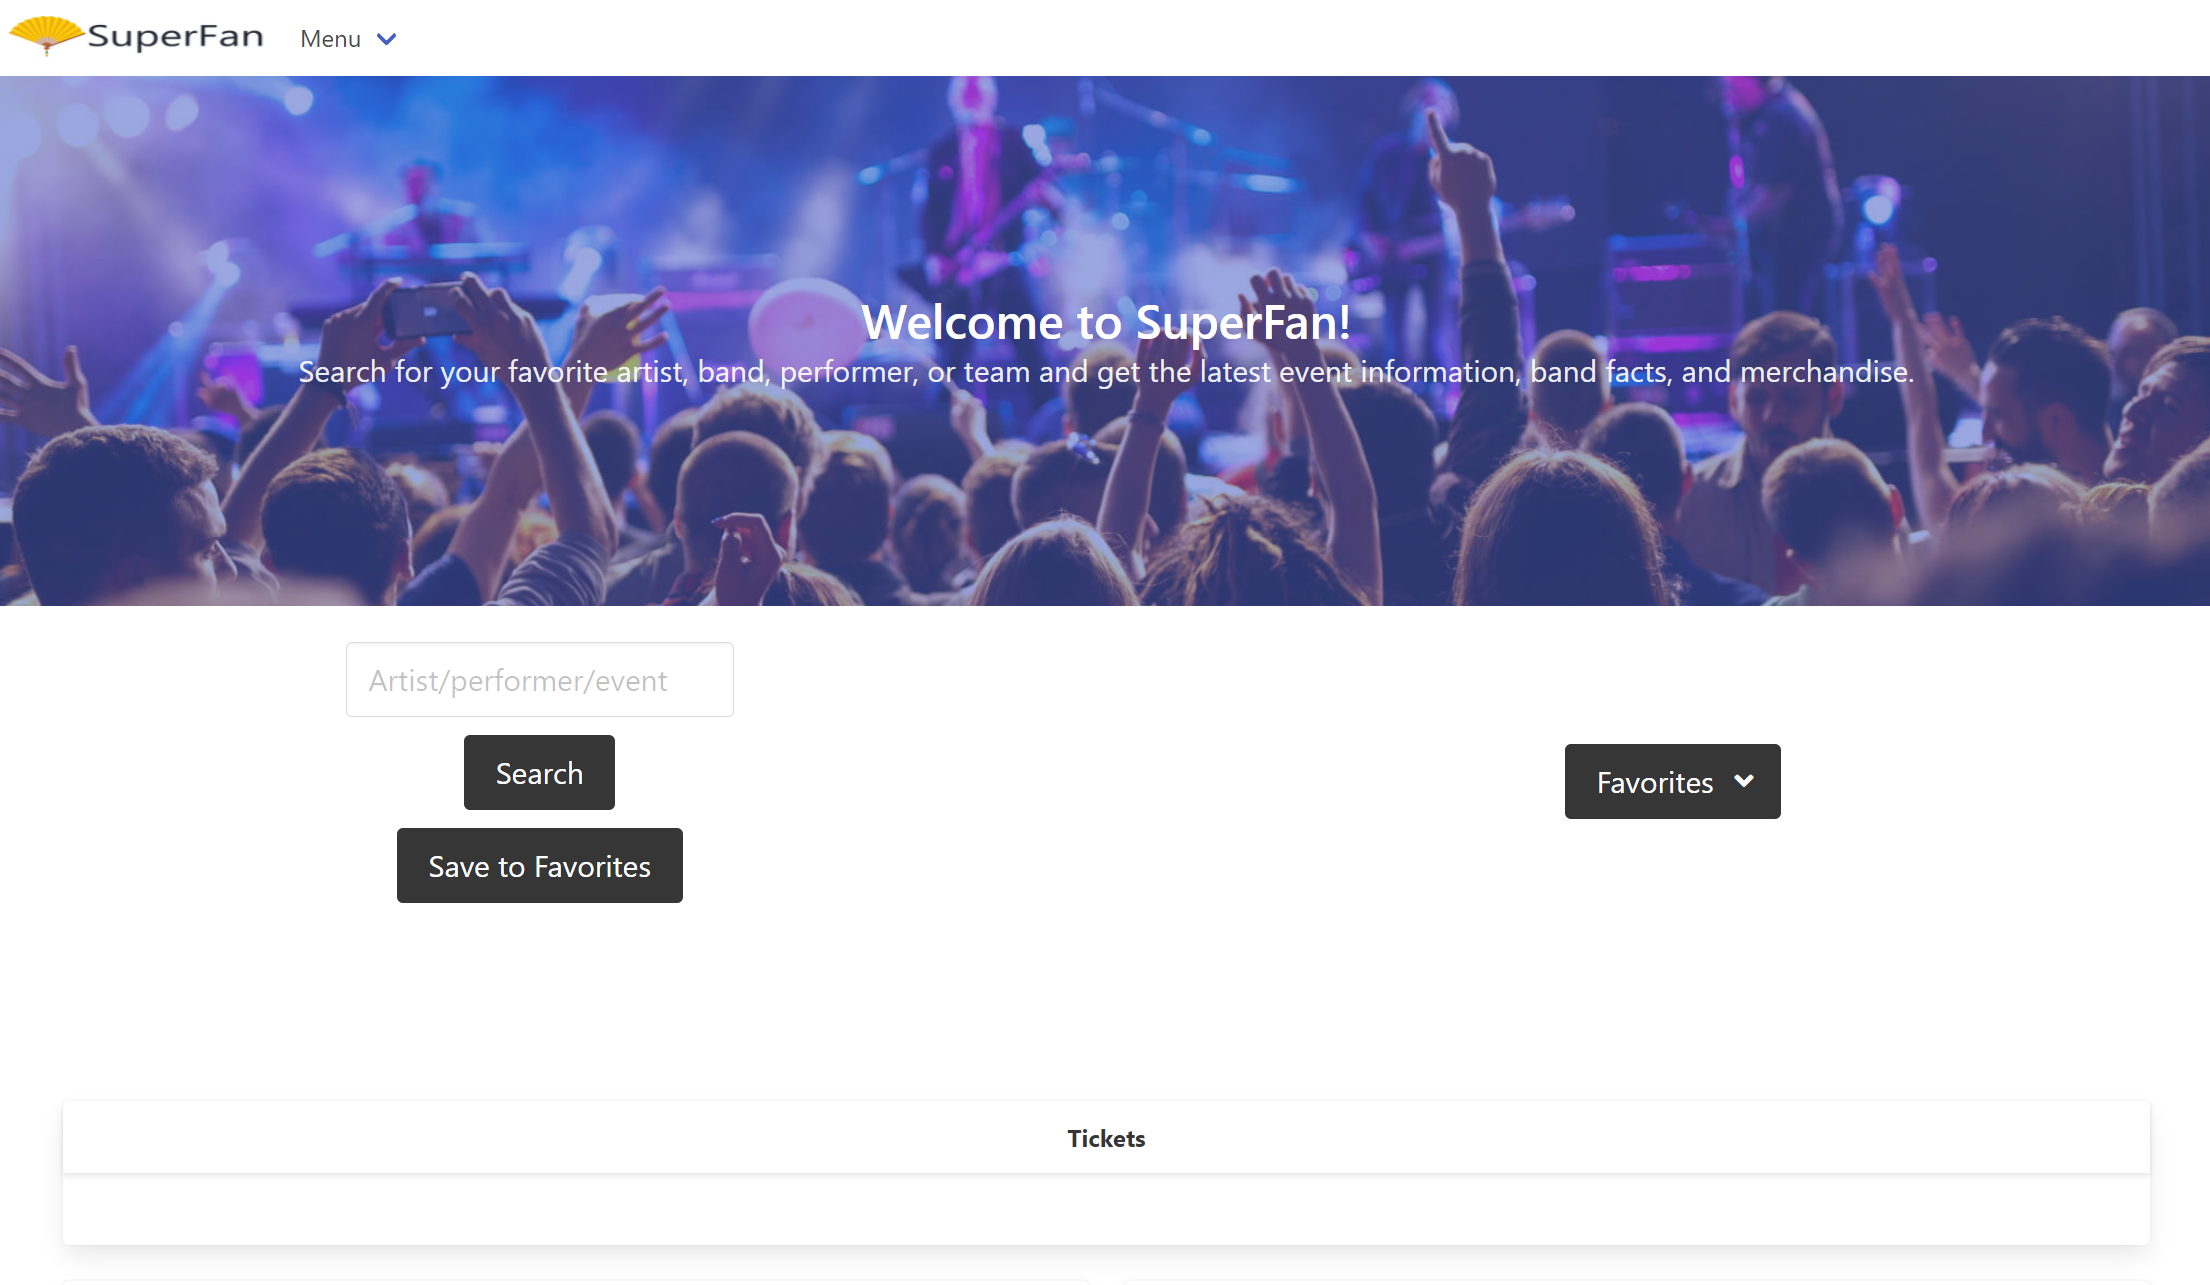 SuperFan
Menu
Welcome to SuperFan!
Search for your favorite artist, band, performer, or team and get the latest event information, band facts, and merchandise.
Artist/performer/event
Search
Favorites
Save to Favorites
Tickets